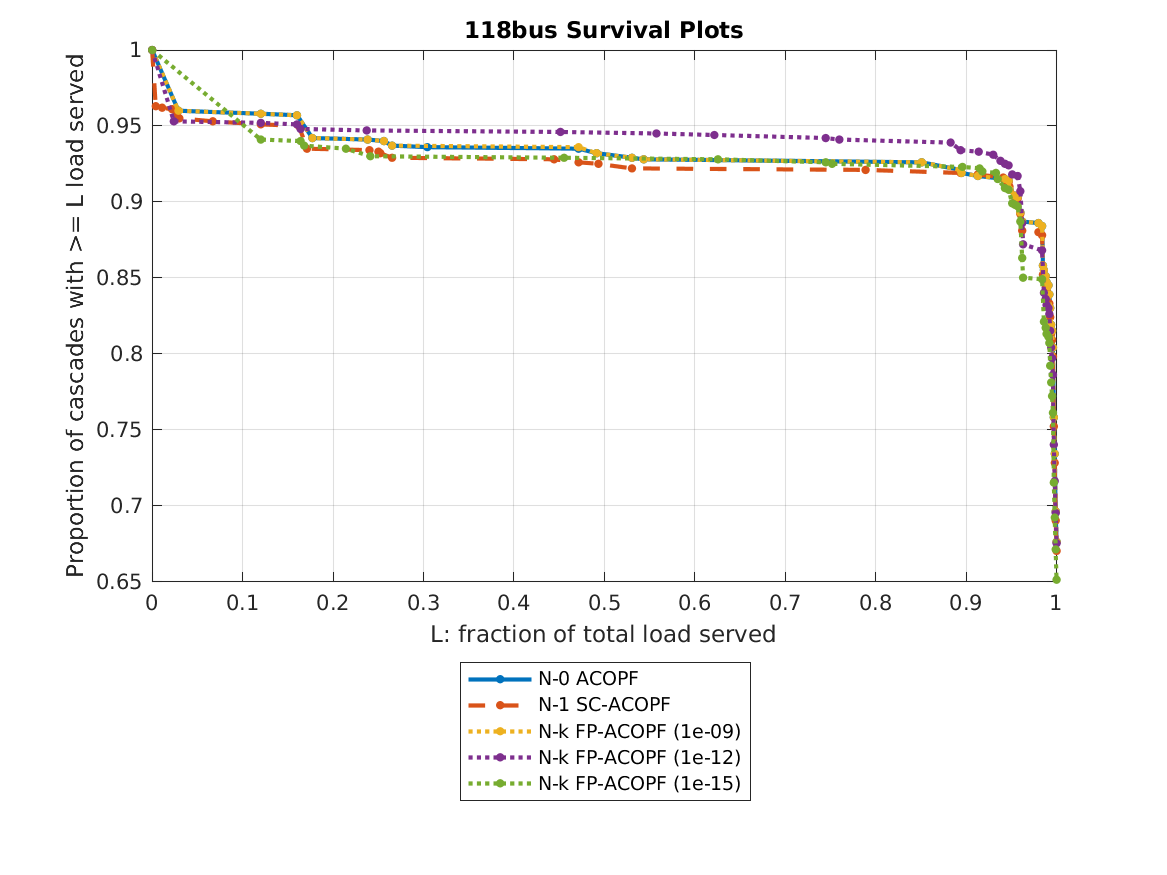 118bus Survival Plots
Proportion of cascades with >= L load served
1
0.95
0.9
0.85
0.8
0.75
0.7
0.65
0 0.1 0.2 0.3 0.4 0.5 0.6 0.7 0.8 0.9 1
L: fraction of total load served
N-0 ACOPF
N-1 SC-ACOPF
N-k FP-ACOPF (1e-09)
N-k FP-ACOPF (1e-12)
N-k FP-ACOPF (1e-15)